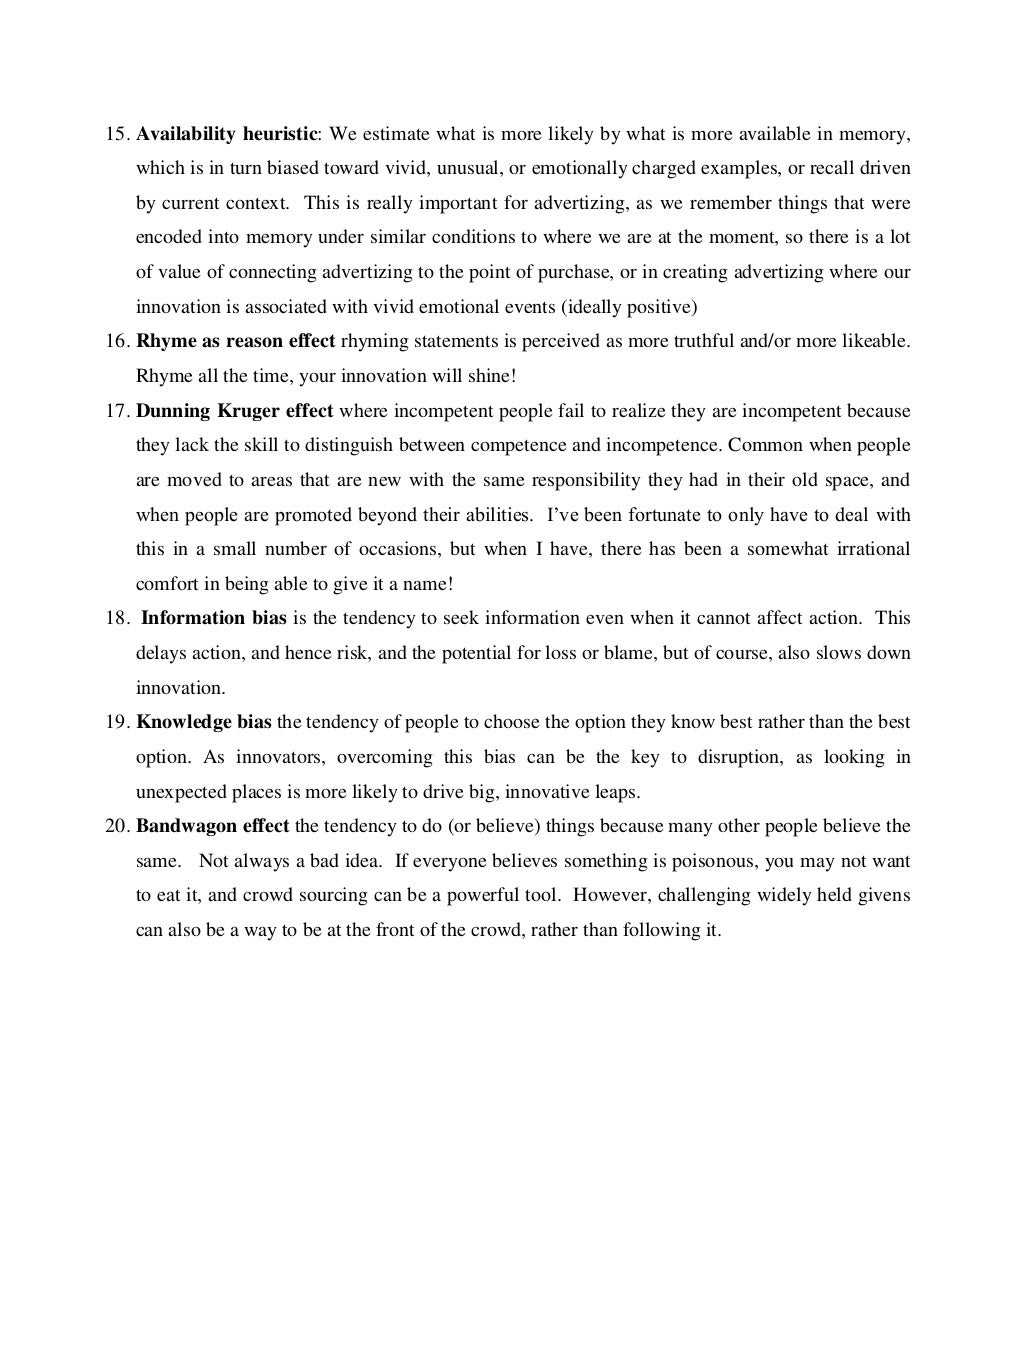 15. Availability heuristic: We estimate what is more likely by what is more available in memory,
which is in turn biased toward vivid, unusual, or emotionally charged examples, or recall driven
by current context.  This is really important for advertizing, as we remember things that were
encoded into memory under similar conditions to where we are at the moment, so there is a lot
of value of connecting advertizing to the point of purchase, or in creating advertizing where our
innovation is associated with vivid emotional events (ideally positive)
16. Rhyme as reason effect rhyming statements is perceived as more truthful and/or more likeable.
Rhyme all the time, your innovation will shine!
17. Dunning Kruger effect where incompetent people fail to realize they are incompetent because
they lack the skill to distinguish between competence and incompetence. Common when people
are moved to areas that are new with the same responsibility they had in their old space, and
when people are promoted beyond their abilities.  I’ve been fortunate to only have to deal with
this in a small number of occasions, but when I have, there has been a somewhat irrational
comfort in being able to give it a name!
18.  Information bias is the tendency to seek information even when it cannot affect action.  This
delays action, and hence risk, and the potential for loss or blame, but of course, also slows down
innovation.
19. Knowledge bias the tendency of people to choose the option they know best rather than the best
option. As innovators, overcoming this bias can be the key to disruption, as looking in
unexpected places is more likely to drive big, innovative leaps.
20. Bandwagon effect the tendency to do (or believe) things because many other people believe the
same.   Not always a bad idea.  If everyone believes something is poisonous, you may not want
to eat it, and crowd sourcing can be a powerful tool.  However, challenging widely held givens
can also be a way to be at the front of the crowd, rather than following it.